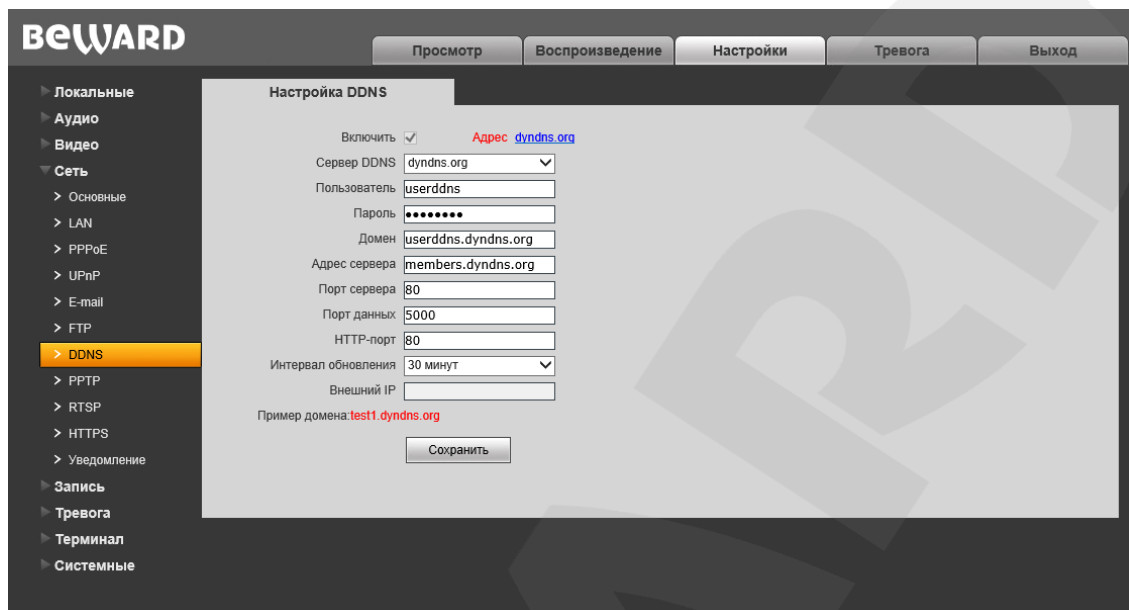 BEWARD
Просмотр Воспроизведение Настройки Тревога Выход
Локальные
Аудио
Видео
Сеть
Основные
LAN
PPPoE
UPnP
E-mail
FTP
DDNS
PPTP
RTSP
HTTPS
Уведомление
Запись
Тревога
Терминал
Системные
Настройка DDNS
Включить Адрес dyndns.org
Сервер DDNS dyndns.org
Пользователь userddns
Пароль ••••••••
Домен userddns.dyndns.org
Адрес сервера members.dyndns.org
Порт сервера 80
Порт данных 5000
HTTP-порт 80
Интервал обновления 30 минут
Внешний IP
Пример домена:test1.dyndns.org
Сохранить